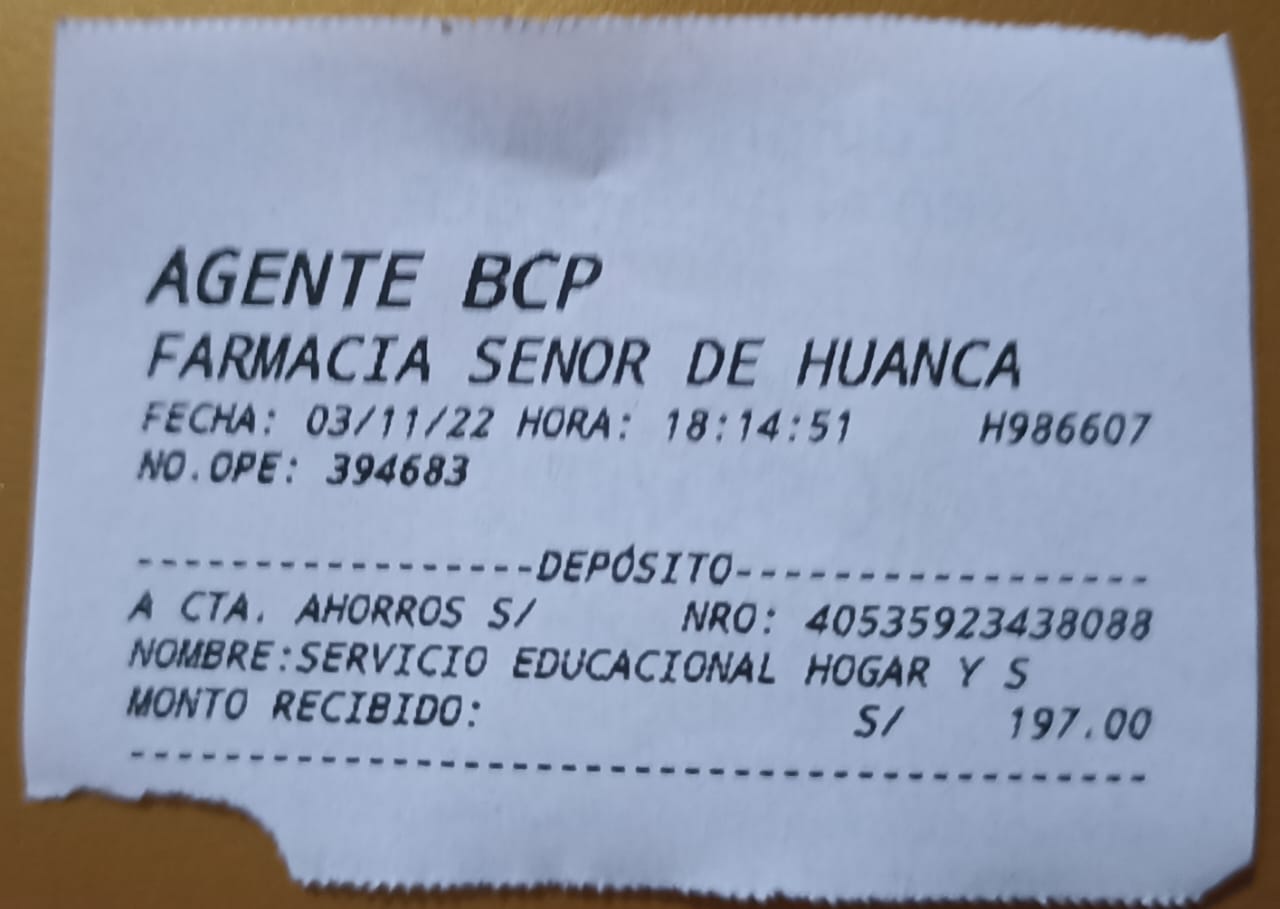 AGENTE BCP
FARMACIA SENOR DE HUANCA
FECHA: 03/11/22 HORA: 18:14:51 H986607
NO.OPE: 394683
-----------------DEPÓSITO------------------
A CTA. AHORROS S/ NRO: 40535923438088
NOMBRE:SERVICIO EDUCACIONAL HOGAR Y S
MONTO RECIBIDO: S/ 197.00
-------------------------------------------